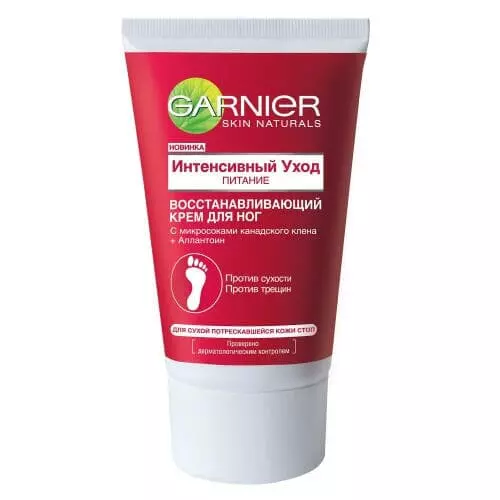 GARNIER
SKIN NATURALS
НОВИНКА
Интенсивный Уход
ПИТАНИЕ
ВОССТАНАВЛИВАЮЩИЙ
КРЕМ ДЛЯ НОГ
С микросоками канадского клена
+ Аллантоин
Против сухости
Против трещин
ДЛЯ СУХОЙ ПОТРЕСКАВШЕЙСЯ КОЖИ СТОП
Проверено
дерматологическим контролем